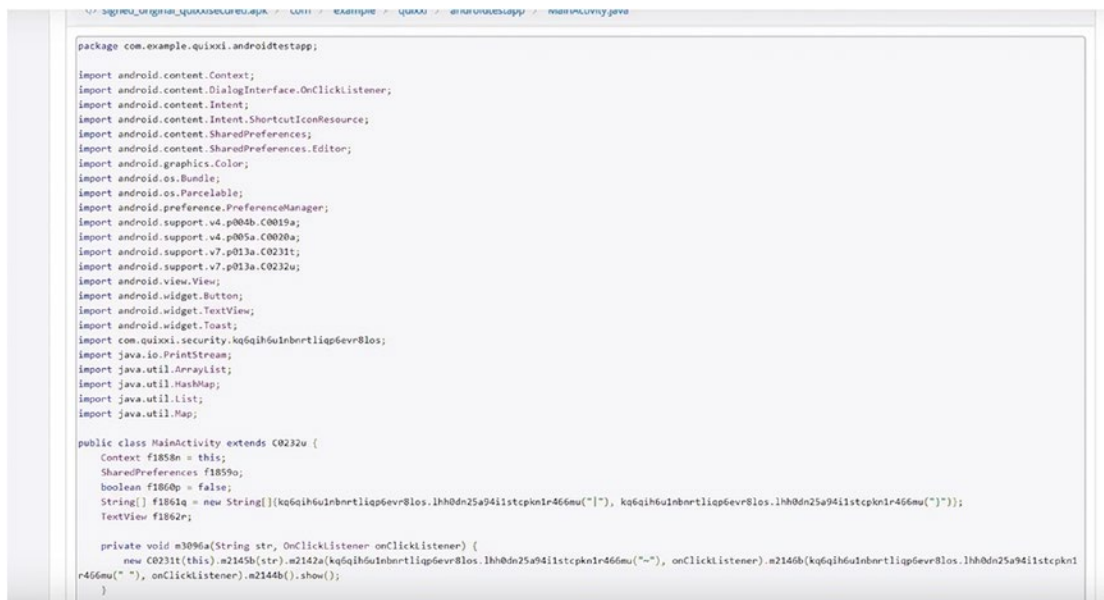 signed_original_quixxisecured.apk / com / example / quixxi / androidtestapp / MainActivity.java
package com.example.quixxi.androidtestapp;
import android.content.Context;
import android.content.DialogInterface.OnClickListener;
import android.content.Intent;
import android.content.Intent.ShortcutIconResource;
import android.content.SharedPreferences;
import android.content.SharedPreferences.Editor;
import android.graphics.Color;
import android.os.Bundle;
import android.os.Parcelable;
import android.preference.PreferenceManager;
import android.support.v4.p004b.C0019a;
import android.support.v4.p005a.C0020a;
import android.support.v7.p013a.C0231t;
import android.support.v7.p013a.C0232u;
import android.view.View;
import android.widget.Button;
import android.widget.TextView;
import android.widget.Toast;
import com.quixxi.security.kq6qih6u1nbnrtliqp6evr8los;
import java.io.PrintStream;
import java.util.ArrayList;
import java.util.HashMap;
import java.util.List;
import java.util.Map;
public class MainActivity extends C0232u {
Context f1858n = this;
SharedPreferences f1859o;
boolean f1860p = false;
String[] f1861q = new String[]{kq6qih6u1nbnrtliqp6evr8los.lhh0dn25a94i1stcpkn1r466mu("|"), kq6qih6u1nbnrtliqp6evr8los.lhh0dn25a94i1stcpkn1r466mu("}")};
TextView f1862r;
private void m3096a(String str, OnClickListener onClickListener) {
new C0231t(this).m2145b(str).m2142a(kq6qih6u1nbnrtliqp6evr8los.lhh0dn25a94i1stcpkn1r466mu("~"), onClickListener).m2146b(kq6qih6u1nbnrtliqp6evr8los.lhh0dn25a94i1stcpkn1
r466mu(" "), onClickListener).m2144b().show();
}